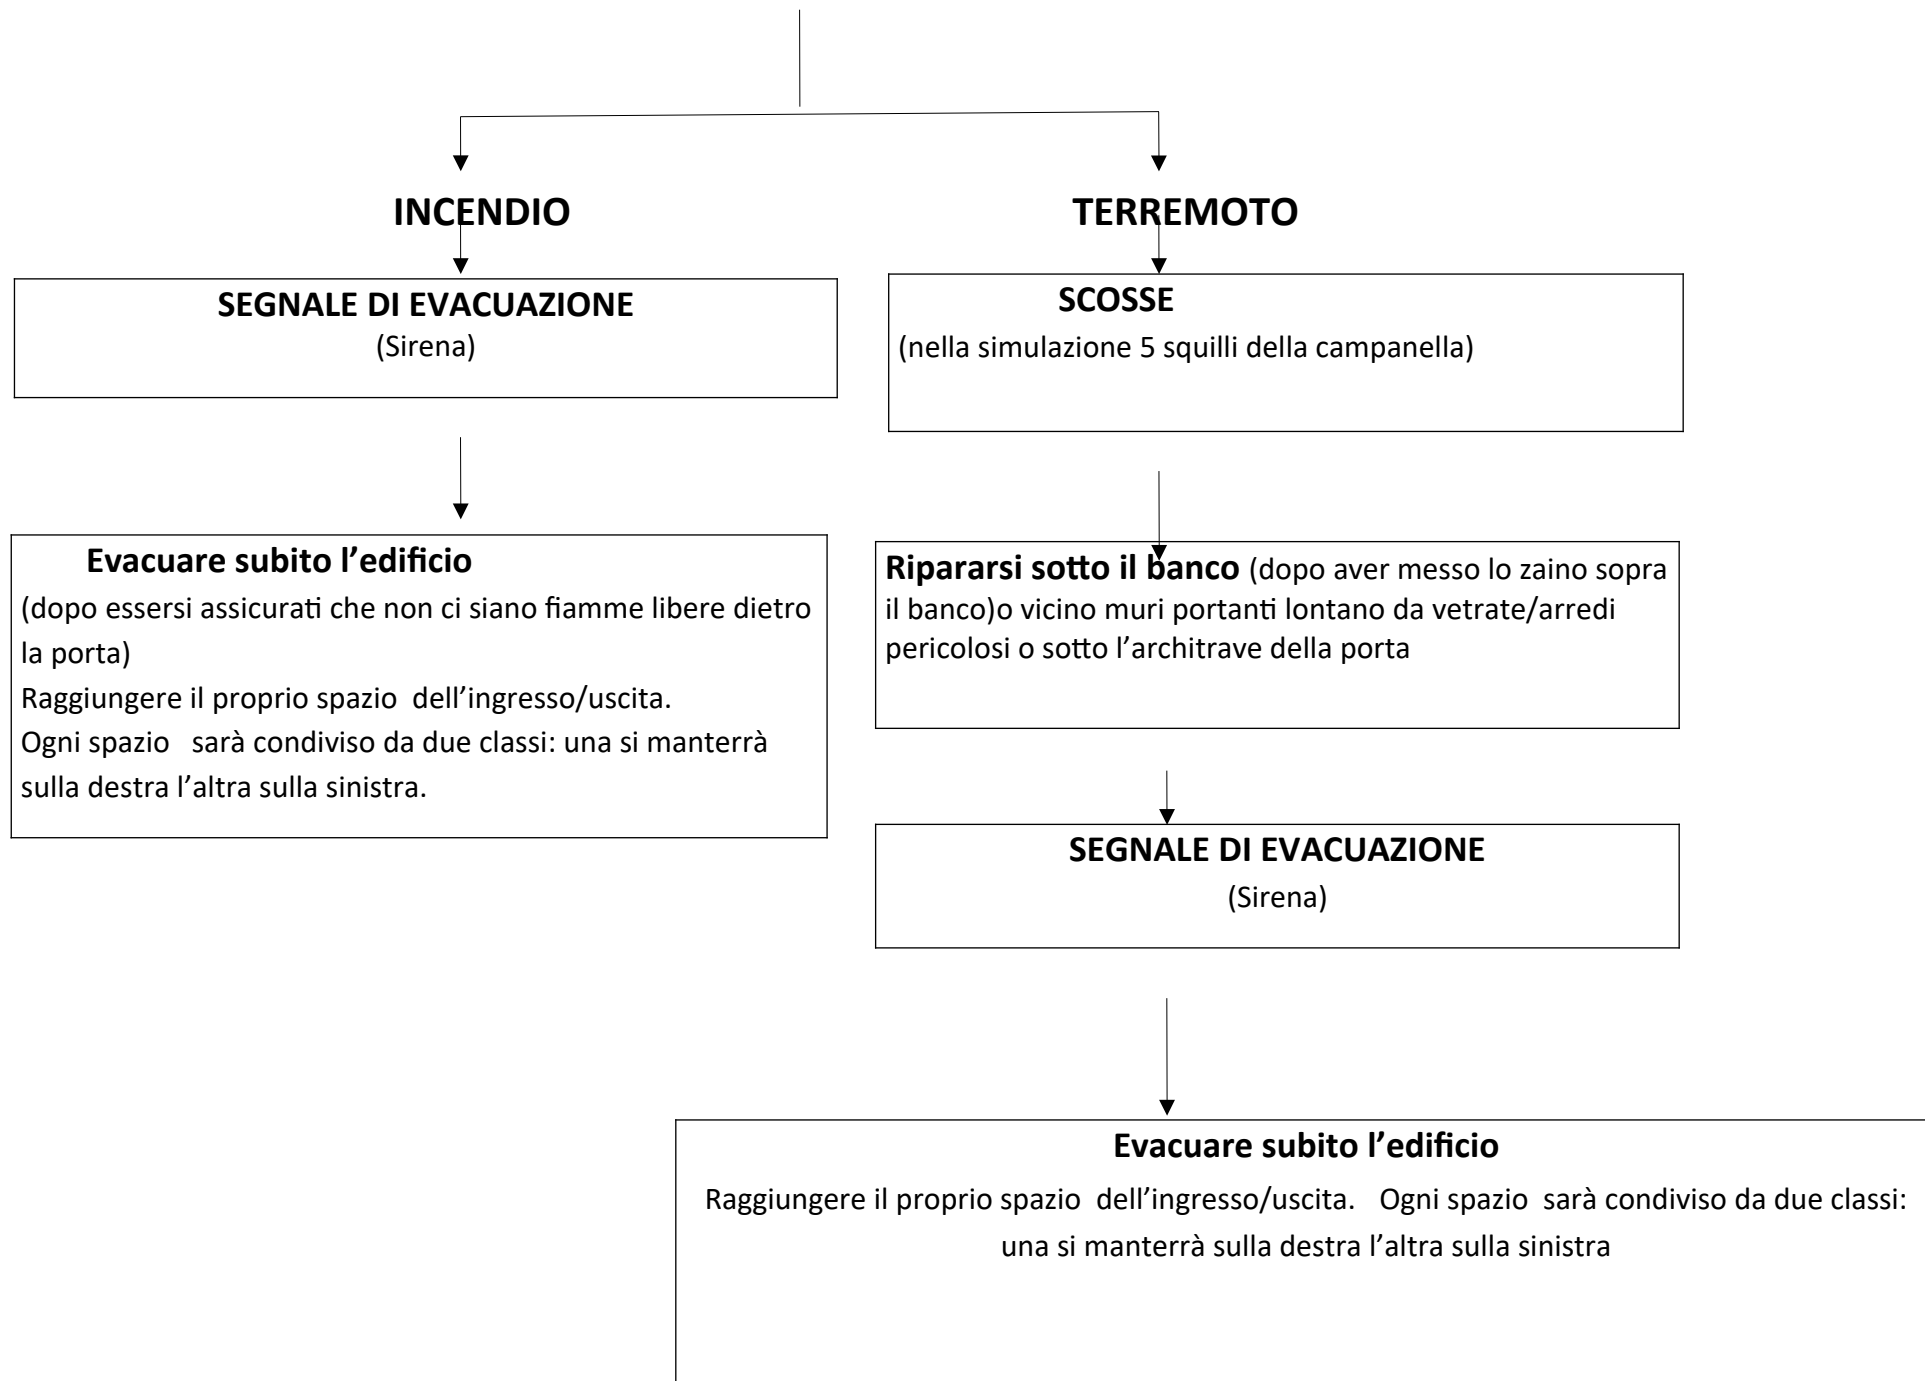 INCENDIO
TERREMOTO
SEGNALE DI EVACUAZIONE
(Sirena)
SCOSSE
(nella simulazione 5 squilli della campanella)
Evacuare subito l’edificio
(dopo essersi assicurati che non ci siano fiamme libere dietro
la porta)
Raggiungere il proprio spazio  dell’ingresso/uscita.
Ogni spazio   sarà condiviso da due classi: una si manterrà
sulla destra l’altra sulla sinistra.
Ripararsi sotto il banco (dopo aver messo lo zaino sopra
il banco)o vicino muri portanti lontano da vetrate/arredi
pericolosi o sotto l’architrave della porta
SEGNALE DI EVACUAZIONE
(Sirena)
Evacuare subito l’edificio
Raggiungere il proprio spazio  dell’ingresso/uscita.   Ogni spazio  sarà condiviso da due classi:
una si manterrà sulla destra l’altra sulla sinistra